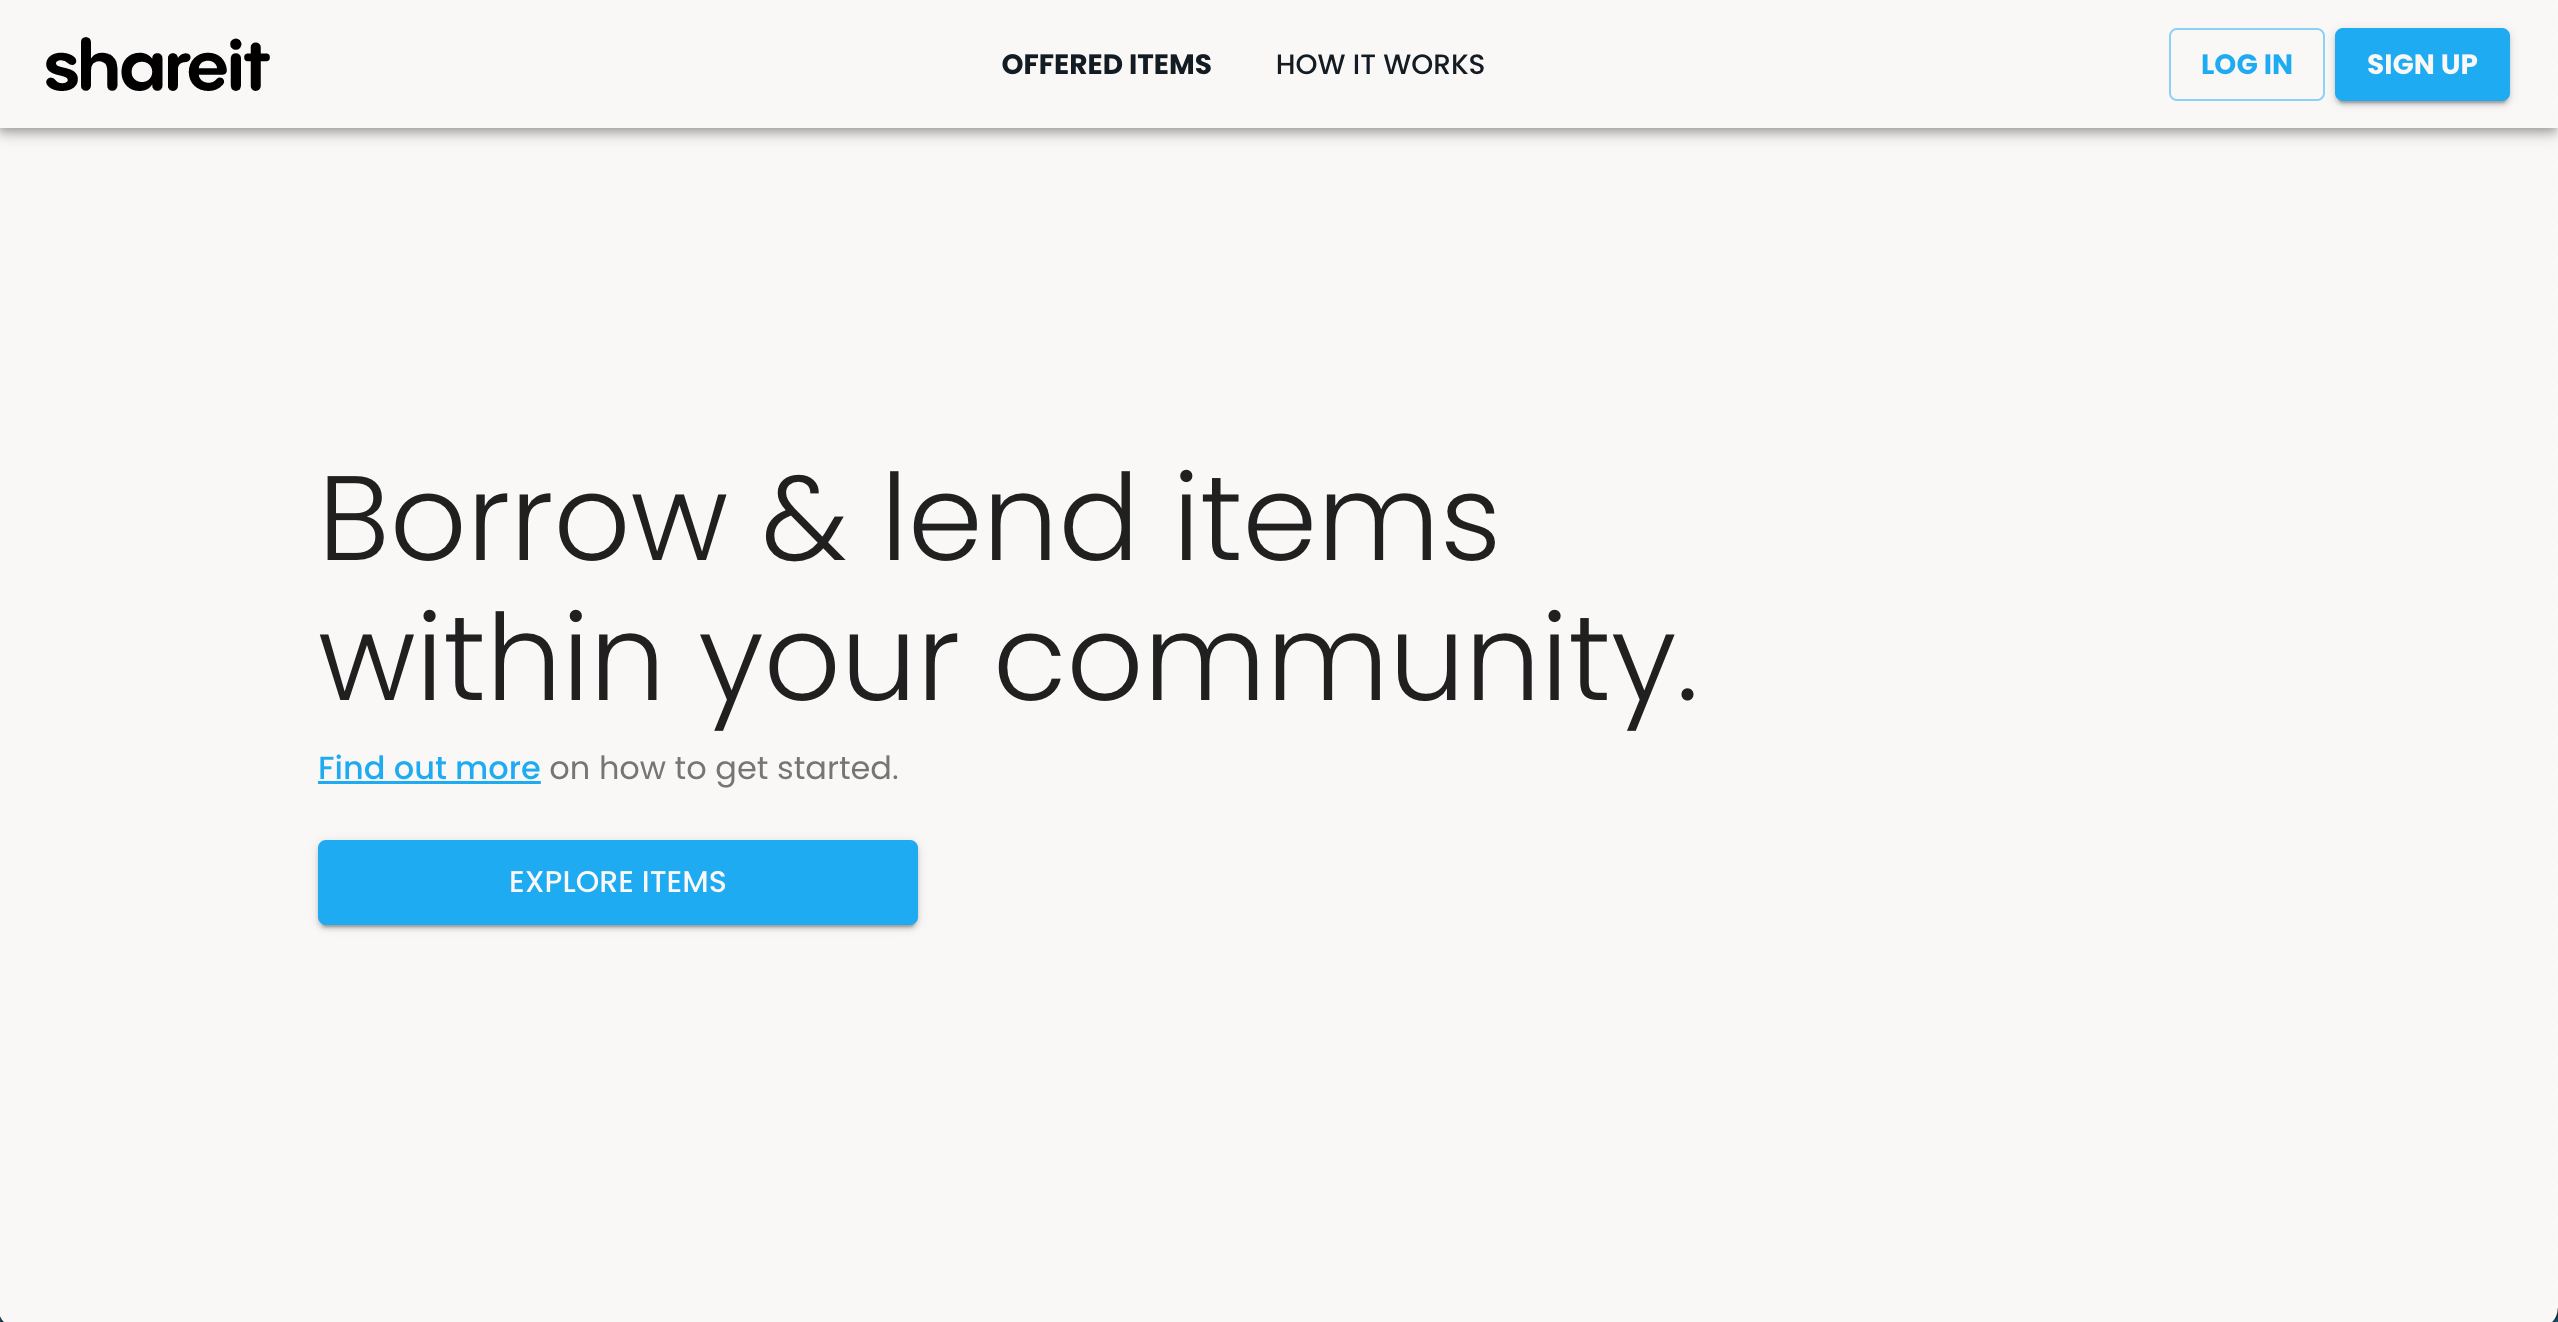 shareit
OFFERED ITEMS
HOW IT WORKS
LOG IN
SIGN UP
Borrow & lend items
within your community.
Find out more on how to get started.
EXPLORE ITEMS